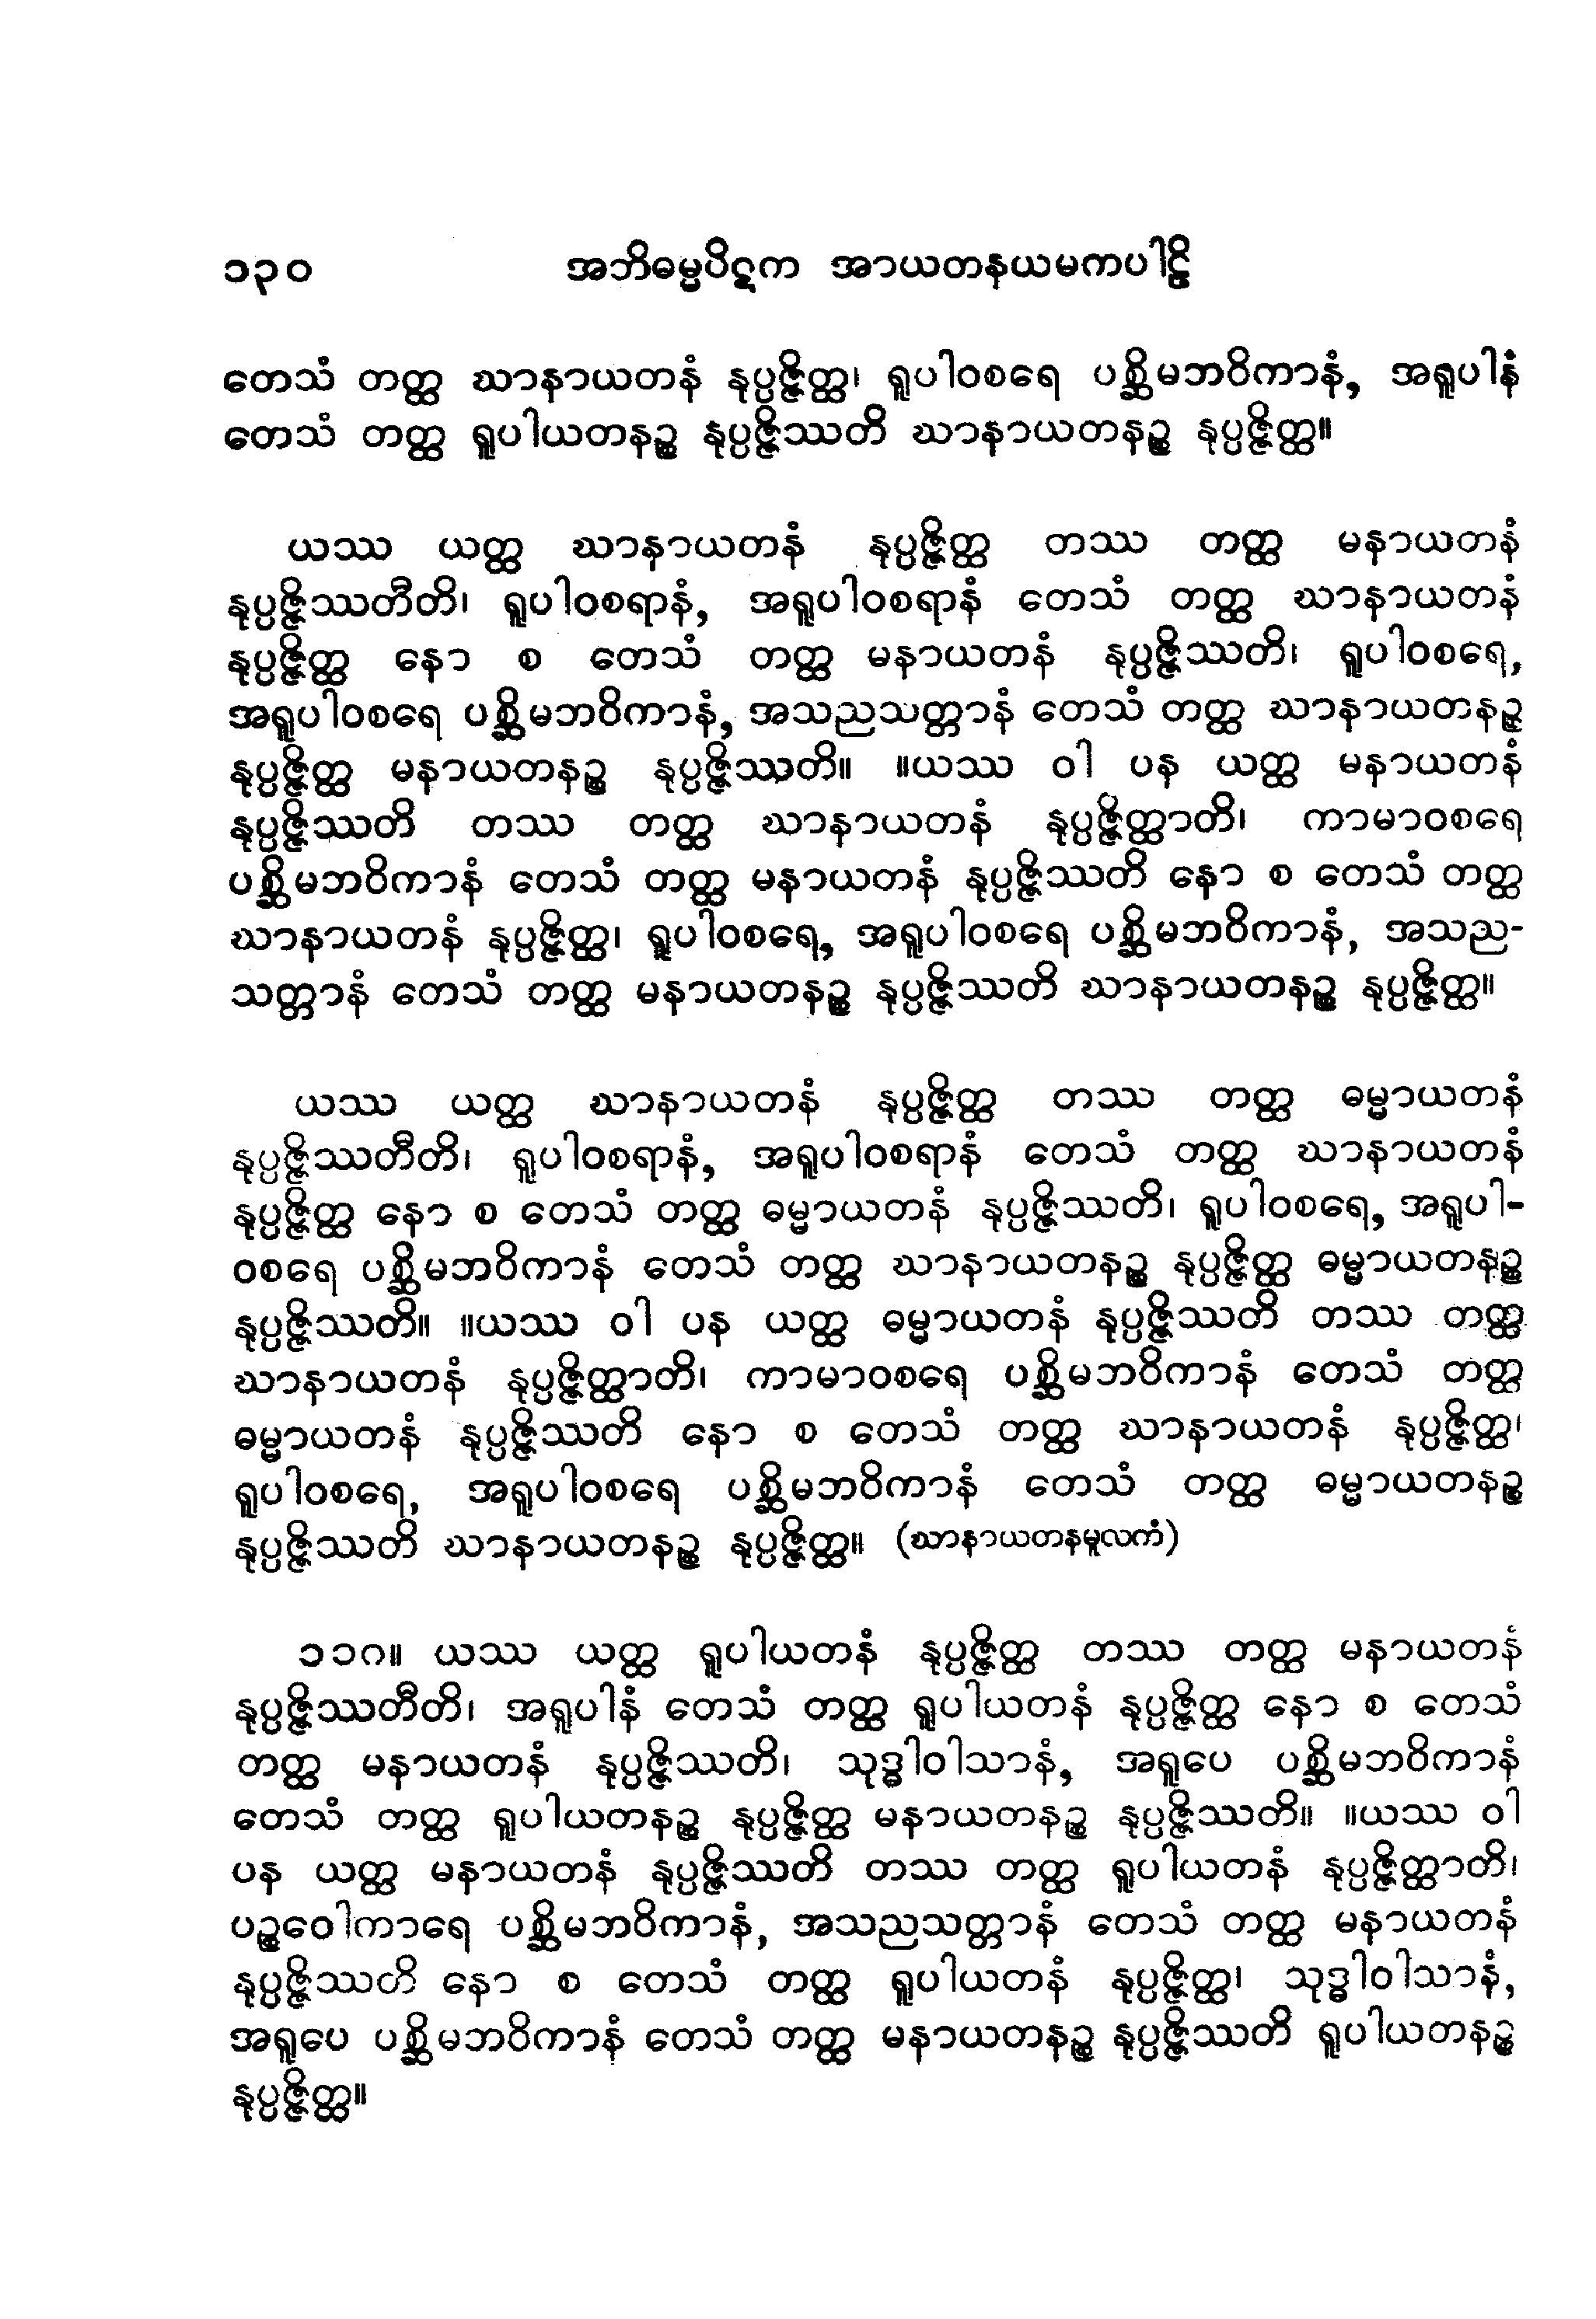 ၁၃၀ အဘိဓမ္မပိဋက အာယတနယမကပါဠိ
တေသံ တတ္ထ ဃာနာယတနံ နုပ္ပဇ္ဇိတ္ထ၊ ရူပါဝစရေ ပစ္ဆိမဘဝိကာနံ, အရူပါနံ
တေသံ တတ္ထ ရူပါယတနဉ္စ နုပ္ပဇ္ဇိဿတိ ဃာနာယတနဉ္စ နုပ္ပဇ္ဇိတ္ထ။
ယဿ ယတ္ထ ဃာနာယတနံ နုပ္ပဇ္ဇိတ္ထ တဿ တတ္ထ မနာယတနံ
နုပ္ပဇ္ဇိဿတီတိ၊ ရူပါဝစရာနံ, အရူပါဝစရာနံ တေသံ တတ္ထ ဃာနာယတနံ
နုပ္ပဇ္ဇိတ္ထ နော စ တေသံ တတ္ထ မနာယတနံ နုပ္ပဇ္ဇိဿတိ၊ ရူပါဝစရေ,
အရူပါဝစရေ ပစ္ဆိမဘဝိကာနံ, အသညသတ္တာနံ တေသံ တတ္ထ ဃာနာယတနဉ္စ
နုပ္ပဇ္ဇိတ္ထ မနာယတနဉ္စ နုပ္ပဇ္ဇိဿတိ။ ။ယဿ ဝါ ပန ယတ္ထ မနာယတနံ
နုပ္ပဇ္ဇိဿတိ တဿ တတ္ထ ဃာနာယတနံ နုပ္ပဇ္ဇိတ္ထာတိ၊ ကာမာဝစရေ
ပစ္ဆိမဘဝိကာနံ တေသံ တတ္ထ မနာယတနံ နုပ္ပဇ္ဇိဿတိ နော စ တေသံ တတ္ထ
ဃာနာယတနံ နုပ္ပဇ္ဇိတ္ထ၊ ရူပါဝစရေ, အရူပါဝစရေ ပစ္ဆိမဘဝိကာနံ, အသည-
သတ္တာနံ တေသံ တတ္ထ မနာယတနဉ္စ နုပ္ပဇ္ဇိဿတိ ဃာနာယတနဉ္စ နုပ္ပဇ္ဇိတ္ထ။
ယဿ ယတ္ထ ဃာနာယတနံ နုပ္ပဇ္ဇိတ္ထ တဿ တတ္ထ ဓမ္မာယတနံ
နုပ္ပဇ္ဇိဿတီတိ၊ ရူပါဝစရာနံ, အရူပါဝစရာနံ တေသံ တတ္ထ ဃာနာယတနံ
နုပ္ပဇ္ဇိတ္ထ နော စ တေသံ တတ္ထ ဓမ္မာယတနံ နုပ္ပဇ္ဇိဿတိ၊ ရူပါဝစရေ, အရူပါ-
ဝစရေ ပစ္ဆိမဘဝိကာနံ တေသံ တတ္ထ ဃာနာယတနဉ္စ နုပ္ပဇ္ဇိတ္ထ ဓမ္မာယတနဉ္စ
နုပ္ပဇ္ဇိဿတိ။ ။ယဿ ဝါ ပန ယတ္ထ ဓမ္မာယတနံ နုပ္ပဇ္ဇိဿတိ တဿ တတ္ထ
ဃာနာယတနံ နုပ္ပဇ္ဇိတ္ထာတိ၊ ကာမာဝစရေ ပစ္ဆိမဘဝိကာနံ တေသံ တတ္ထ
ဓမ္မာယတနံ နုပ္ပဇ္ဇိဿတိ နော စ တေသံ တတ္ထ ဃာနာယတနံ နုပ္ပဇ္ဇိတ္ထ၊
ရူပါဝစရေ, အရူပါဝစရေ ပစ္ဆိမဘဝိကာနံ တေသံ တတ္ထ ဓမ္မာယတနဉ္စ
နုပ္ပဇ္ဇိဿတိ ဃာနာယတနဉ္စ နုပ္ပဇ္ဇိတ္ထ။ (ဃာနာယတနမူလကံ)
၁၁ဂ။ ယဿ ယတ္ထ ရူပါယတနံ နုပ္ပဇ္ဇိတ္ထ တဿ တတ္ထ မနာယတနံ
နုပ္ပဇ္ဇိဿတီတိ၊ အရူပါနံ တေသံ တတ္ထ ရူပါယတနံ နုပ္ပဇ္ဇိတ္ထ နော စ တေသံ
တတ္ထ မနာယတနံ နုပ္ပဇ္ဇိဿတိ၊ သုဒ္ဓါဝါသာနံ, အရူပေ ပစ္ဆိမဘဝိကာနံ
တေသံ တတ္ထ ရူပါယတနဉ္စ နုပ္ပဇ္ဇိတ္ထ မနာယတနဉ္စ နုပ္ပဇ္ဇိဿတိ။ ။ယဿ ဝါ
ပန ယတ္ထ မနာယတနံ နုပ္ပဇ္ဇိဿတိ တဿ တတ္ထ ရူပါယတနံ နုပ္ပဇ္ဇိတ္ထာတိ၊
ပဉ္စဝေါကာရေ ပစ္ဆိမဘဝိကာနံ, အသညသတ္တာနံ တေသံ တတ္ထ မနာယတနံ
နုပ္ပဇ္ဇိဿတိ နော စ တေသံ တတ္ထ ရူပါယတနံ နုပ္ပဇ္ဇိတ္ထ၊ သုဒ္ဓါဝါသာနံ,
အရူပေ ပစ္ဆိမဘဝိကာနံ တေသံ တတ္ထ မနာယတနဉ္စ နုပ္ပဇ္ဇိဿတိ ရူပါယတနဉ္စ
နုပ္ပဇ္ဇိတ္ထ။